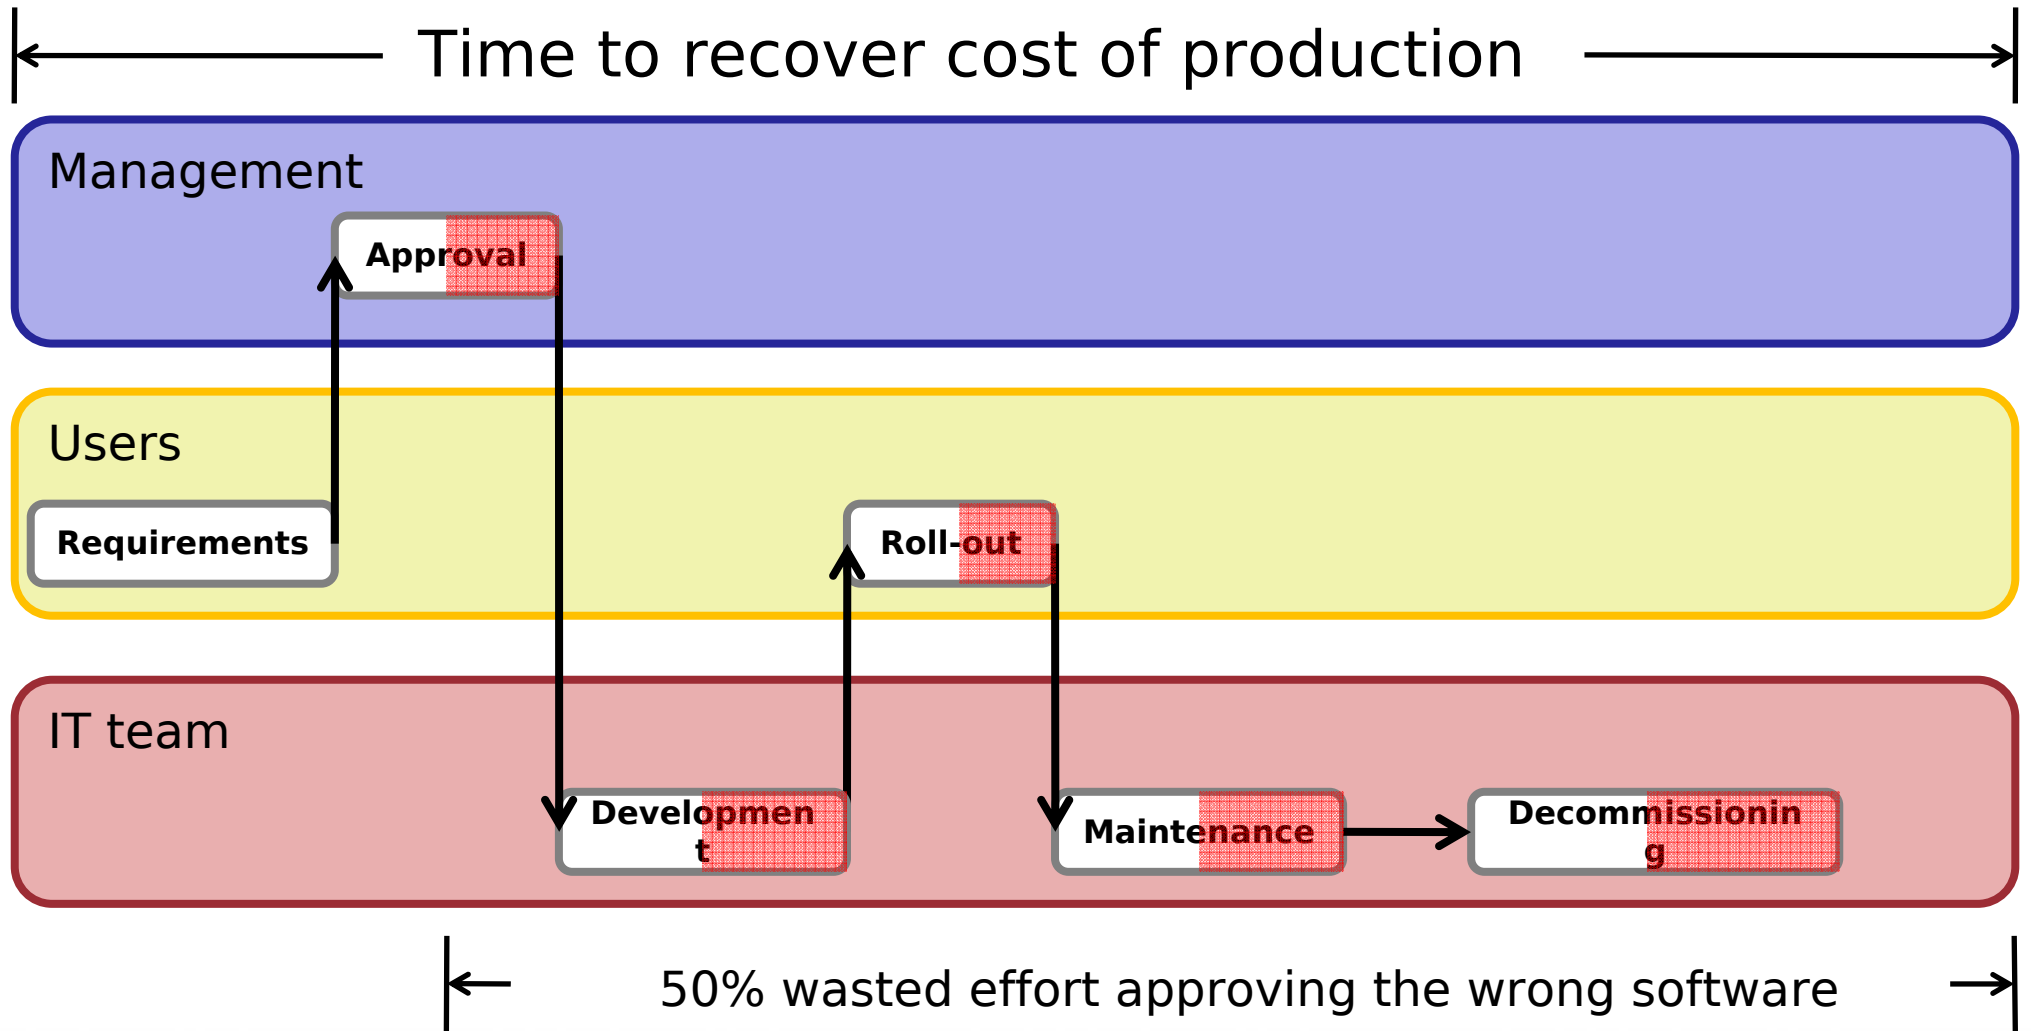 Time to recover cost of production
Management
Approval
Users
Requirements
Roll-out
IT team
Developmen
t
Maintenance
Decommissionin
g
50% wasted effort approving the wrong software